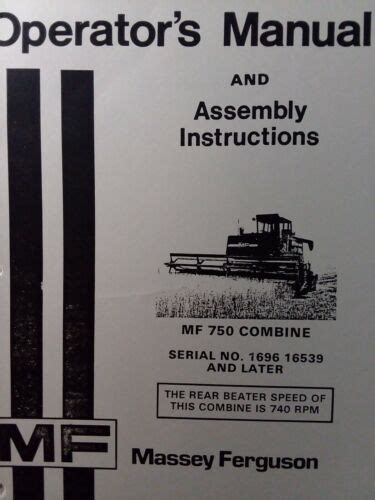 Operator's Manual
AND
Assembly
Instructions
MF 750 COMBINE
SERIAL NO. 1696 16539
AND LATER
THE REAR BEATER SPEED OF
THIS COMBINE IS 740 RPM
MF
Massey Ferguson